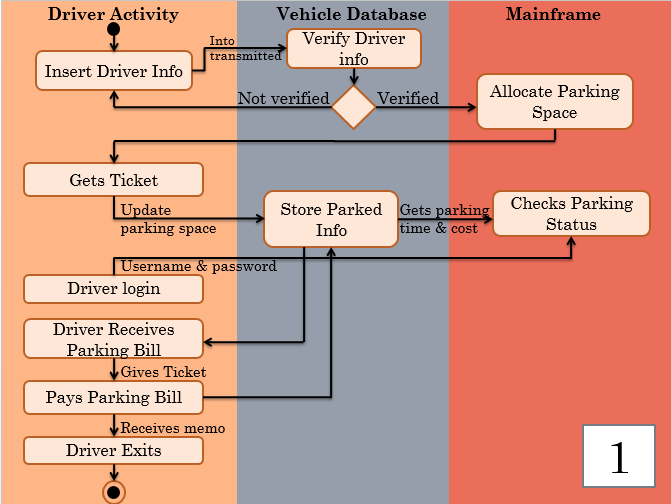 Driver Activity
Vehicle Database
Mainframe
Insert Driver Info
Into
transmitted
Verify Driver
info
Not verified
Verified
Allocate Parking
Space
Gets Ticket
Update
parking space
Store Parked
Info
Gets parking
time & cost
Checks Parking
Status
Username & password
Driver login
Driver Receives
Parking Bill
Gives Ticket
Pays Parking Bill
Receives memo
Driver Exits
1